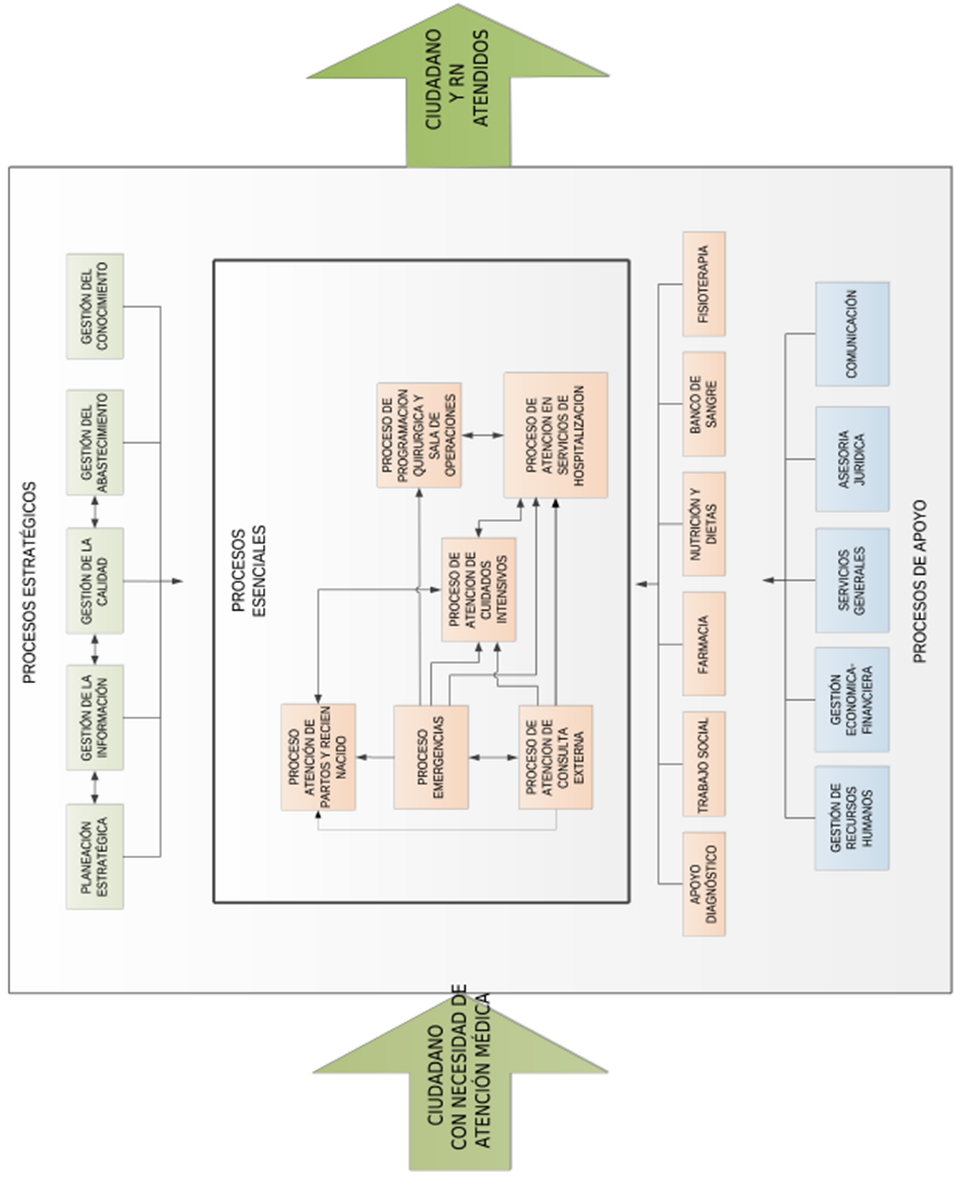 PROCESOS ESTRATÉGICOS
PLANEACIÓN
ESTRATÉGICA
GESTIÓN DE LA
INFORMACIÓN
GESTIÓN DE LA
CALIDAD
GESTIÓN DEL
ABASTECIMIENTO
GESTIÓN DEL
CONOCIMIENTO
CIUDADANO
CON NECESIDAD DE
ATENCIÓN MÉDICA
PROCESOS
ESENCIALES
PROCESO
ATENCIÓN DE
PARTOS Y RECIEN
NACIDO
PROCESO
EMERGENCIAS
PROCESO DE
ATENCION DE
CONSULTA
EXTERNA
PROCESO DE
ATENCION DE
CUIDADOS
INTENSIVOS
PROCESO DE
PROGRAMACION
QUIRURGICA Y
SALA DE
OPERACIONES
PROCESO DE
ATENCION EN
SERVICIOS DE
HOSPITALIZACION
CIUDADANO
Y RN
ATENDIDOS
APOYO
DIAGNÓSTICO
TRABAJO SOCIAL
FARMACIA
NUTRICIÓN Y
DIETAS
BANCO DE
SANGRE
FISIOTERAPIA
GESTIÓN DE
RECURSOS
HUMANOS
GESTIÓN
ECONOMICA-
FINANCIERA
SERVICIOS
GENERALES
ASESORIA
JURIDICA
COMUNICACIÓN
PROCESOS DE APOYO